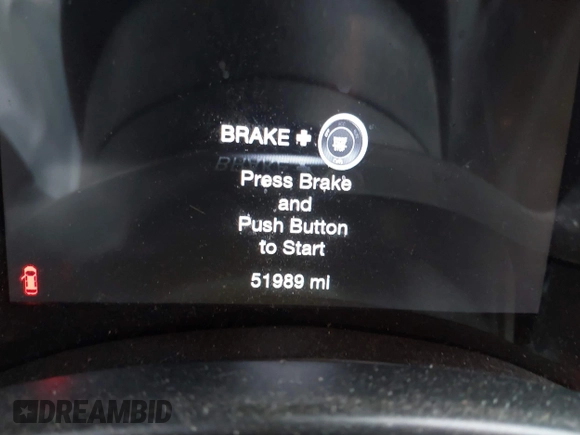 BRAKE +
Press Brake
and
Push Button
to Start
51989 mi
DREAMBID